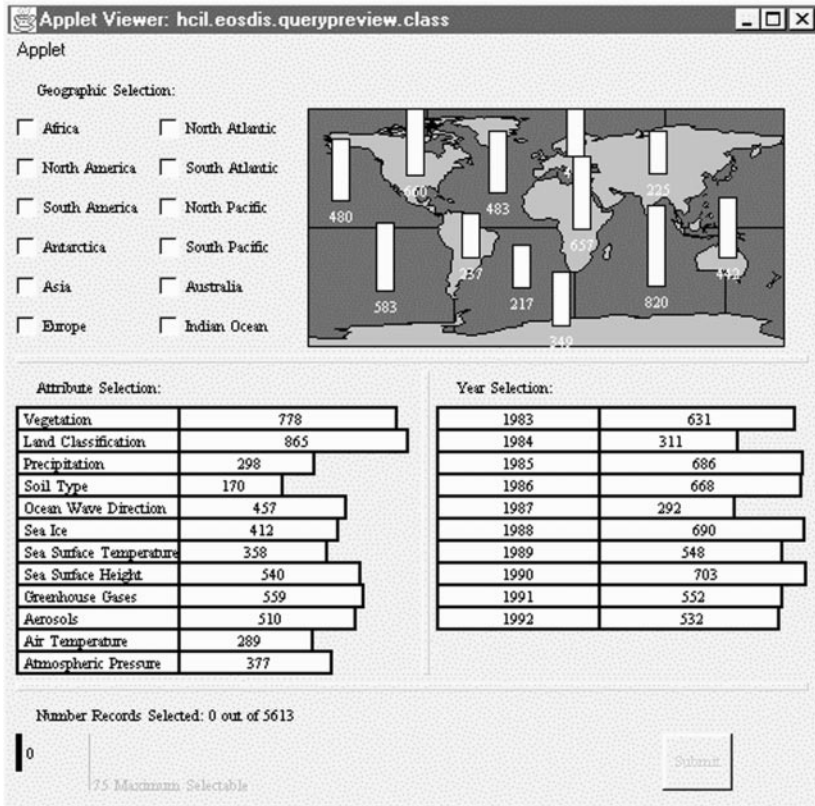 Applet Viewer: hcil.eosdis.querypreview.class
Applet
Geographic Selection:
Africa
North Atlantic
North America
South Atlantic
South America
North Pacific
Antarctica
South Pacific
Asia
Australia
Europe
Indian Ocean
660
480
483
225
657
237
442
583
217
820
349
Attribute Selection:
Vegetation 778
Land Classification 865
Precipitation 298
Soil Type 170
Ocean Wave Direction 457
Sea Ice 412
Sea Surface Temperature 358
Sea Surface Height 540
Greenhouse Gases 559
Aerosols 510
Air Temperature 289
Atmospheric Pressure 377
Year Selection:
1983 631
1984 311
1985 686
1986 668
1987 292
1988 690
1989 548
1990 703
1991 552
1992 532
Number Records Selected: 0 out of 5613
0
75 Maximum Selectable
Submit